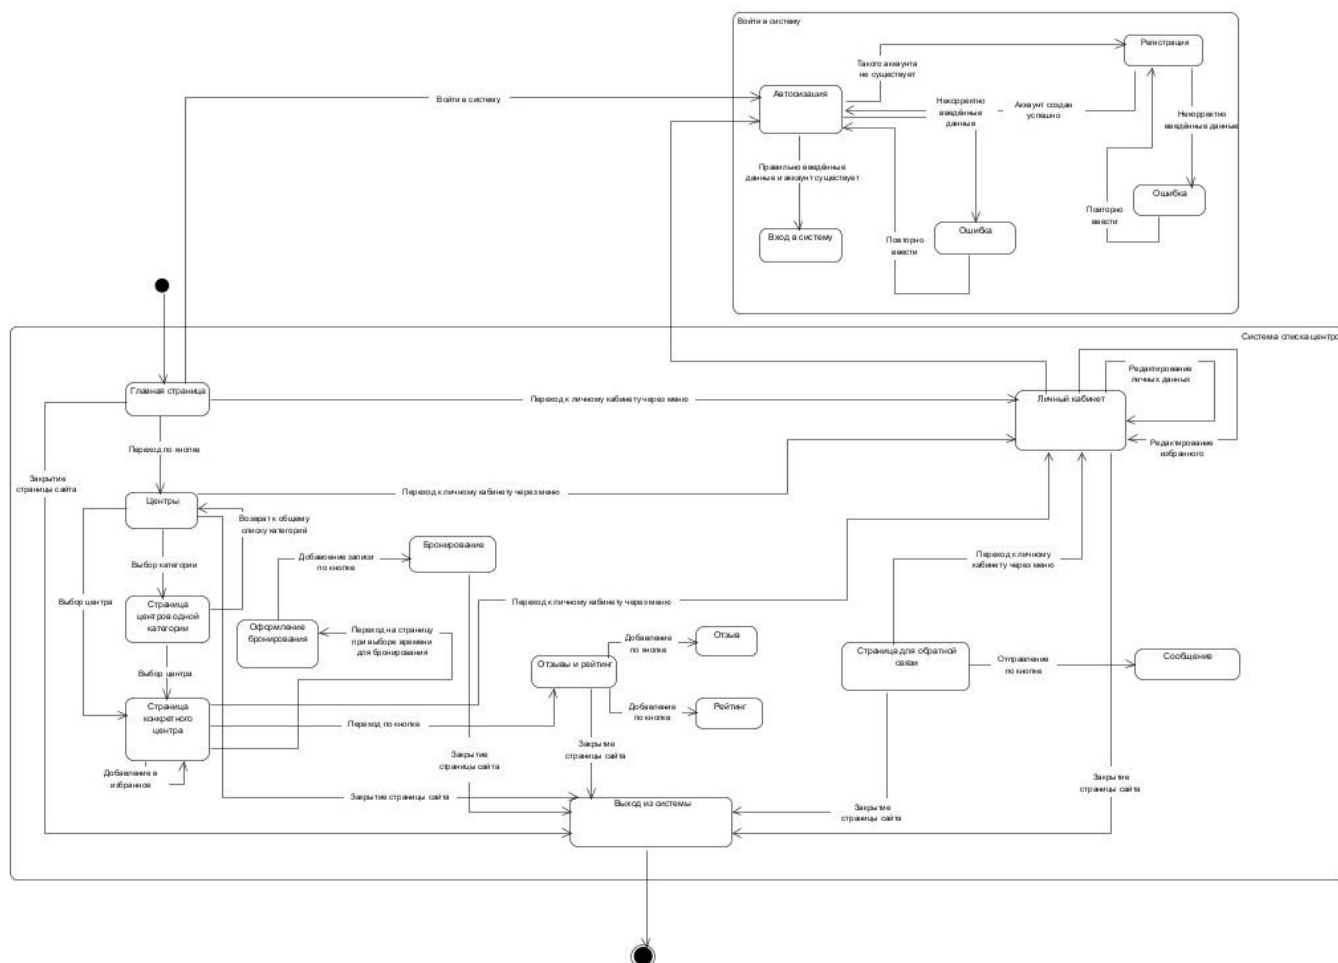 Войти в систему
Регистрация
Такого аккаунта
не существует
Авторизация
Войти в систему
Некорректно
введённые
данные
Аккаунт создан
успешно
Некорректно
введённые данные
Правильно введённые
данные и аккаунт существует
Ошибка
Повторно
ввести
Ошибка
Вход в систему
Повторно
ввести
Система списка центро
Главная страница
Переход к личному кабинету через меню
Личный кабинет
Редактирование
личных данных
Редактирование
избранного
Переход по кнопке
Закрытие
страницы сайта
Центры
Переход к личному кабинету через меню
Возврат к общему
списку категорий
Бронирование
Добавоение записи
по кнопке
Выбор категории
Переход к личному
кабинету через меню
Выбор центра
Страница
центров одной
категории
Переход к личному кабинету через меню
Оформление
бронирования
Переход на страницу
при выборе времени
для бронирования
Добавление
по кнопке
Отзыв
Отзывы и рейтинг
Страница для обратной
связи
Отправление
по кнопке
Сообщение
Выбор центра
Страница
конкретного
центра
Переход по кнопке
Добавление
по кнопке
Рейтинг
Добавление в
избранное
Закрытие
страницы сайта
Закрытие
страницы сайта
Закрытие
страницы сайта
Закрытие страницы сайта
Выход из системы
Закрытие
страницы сайта